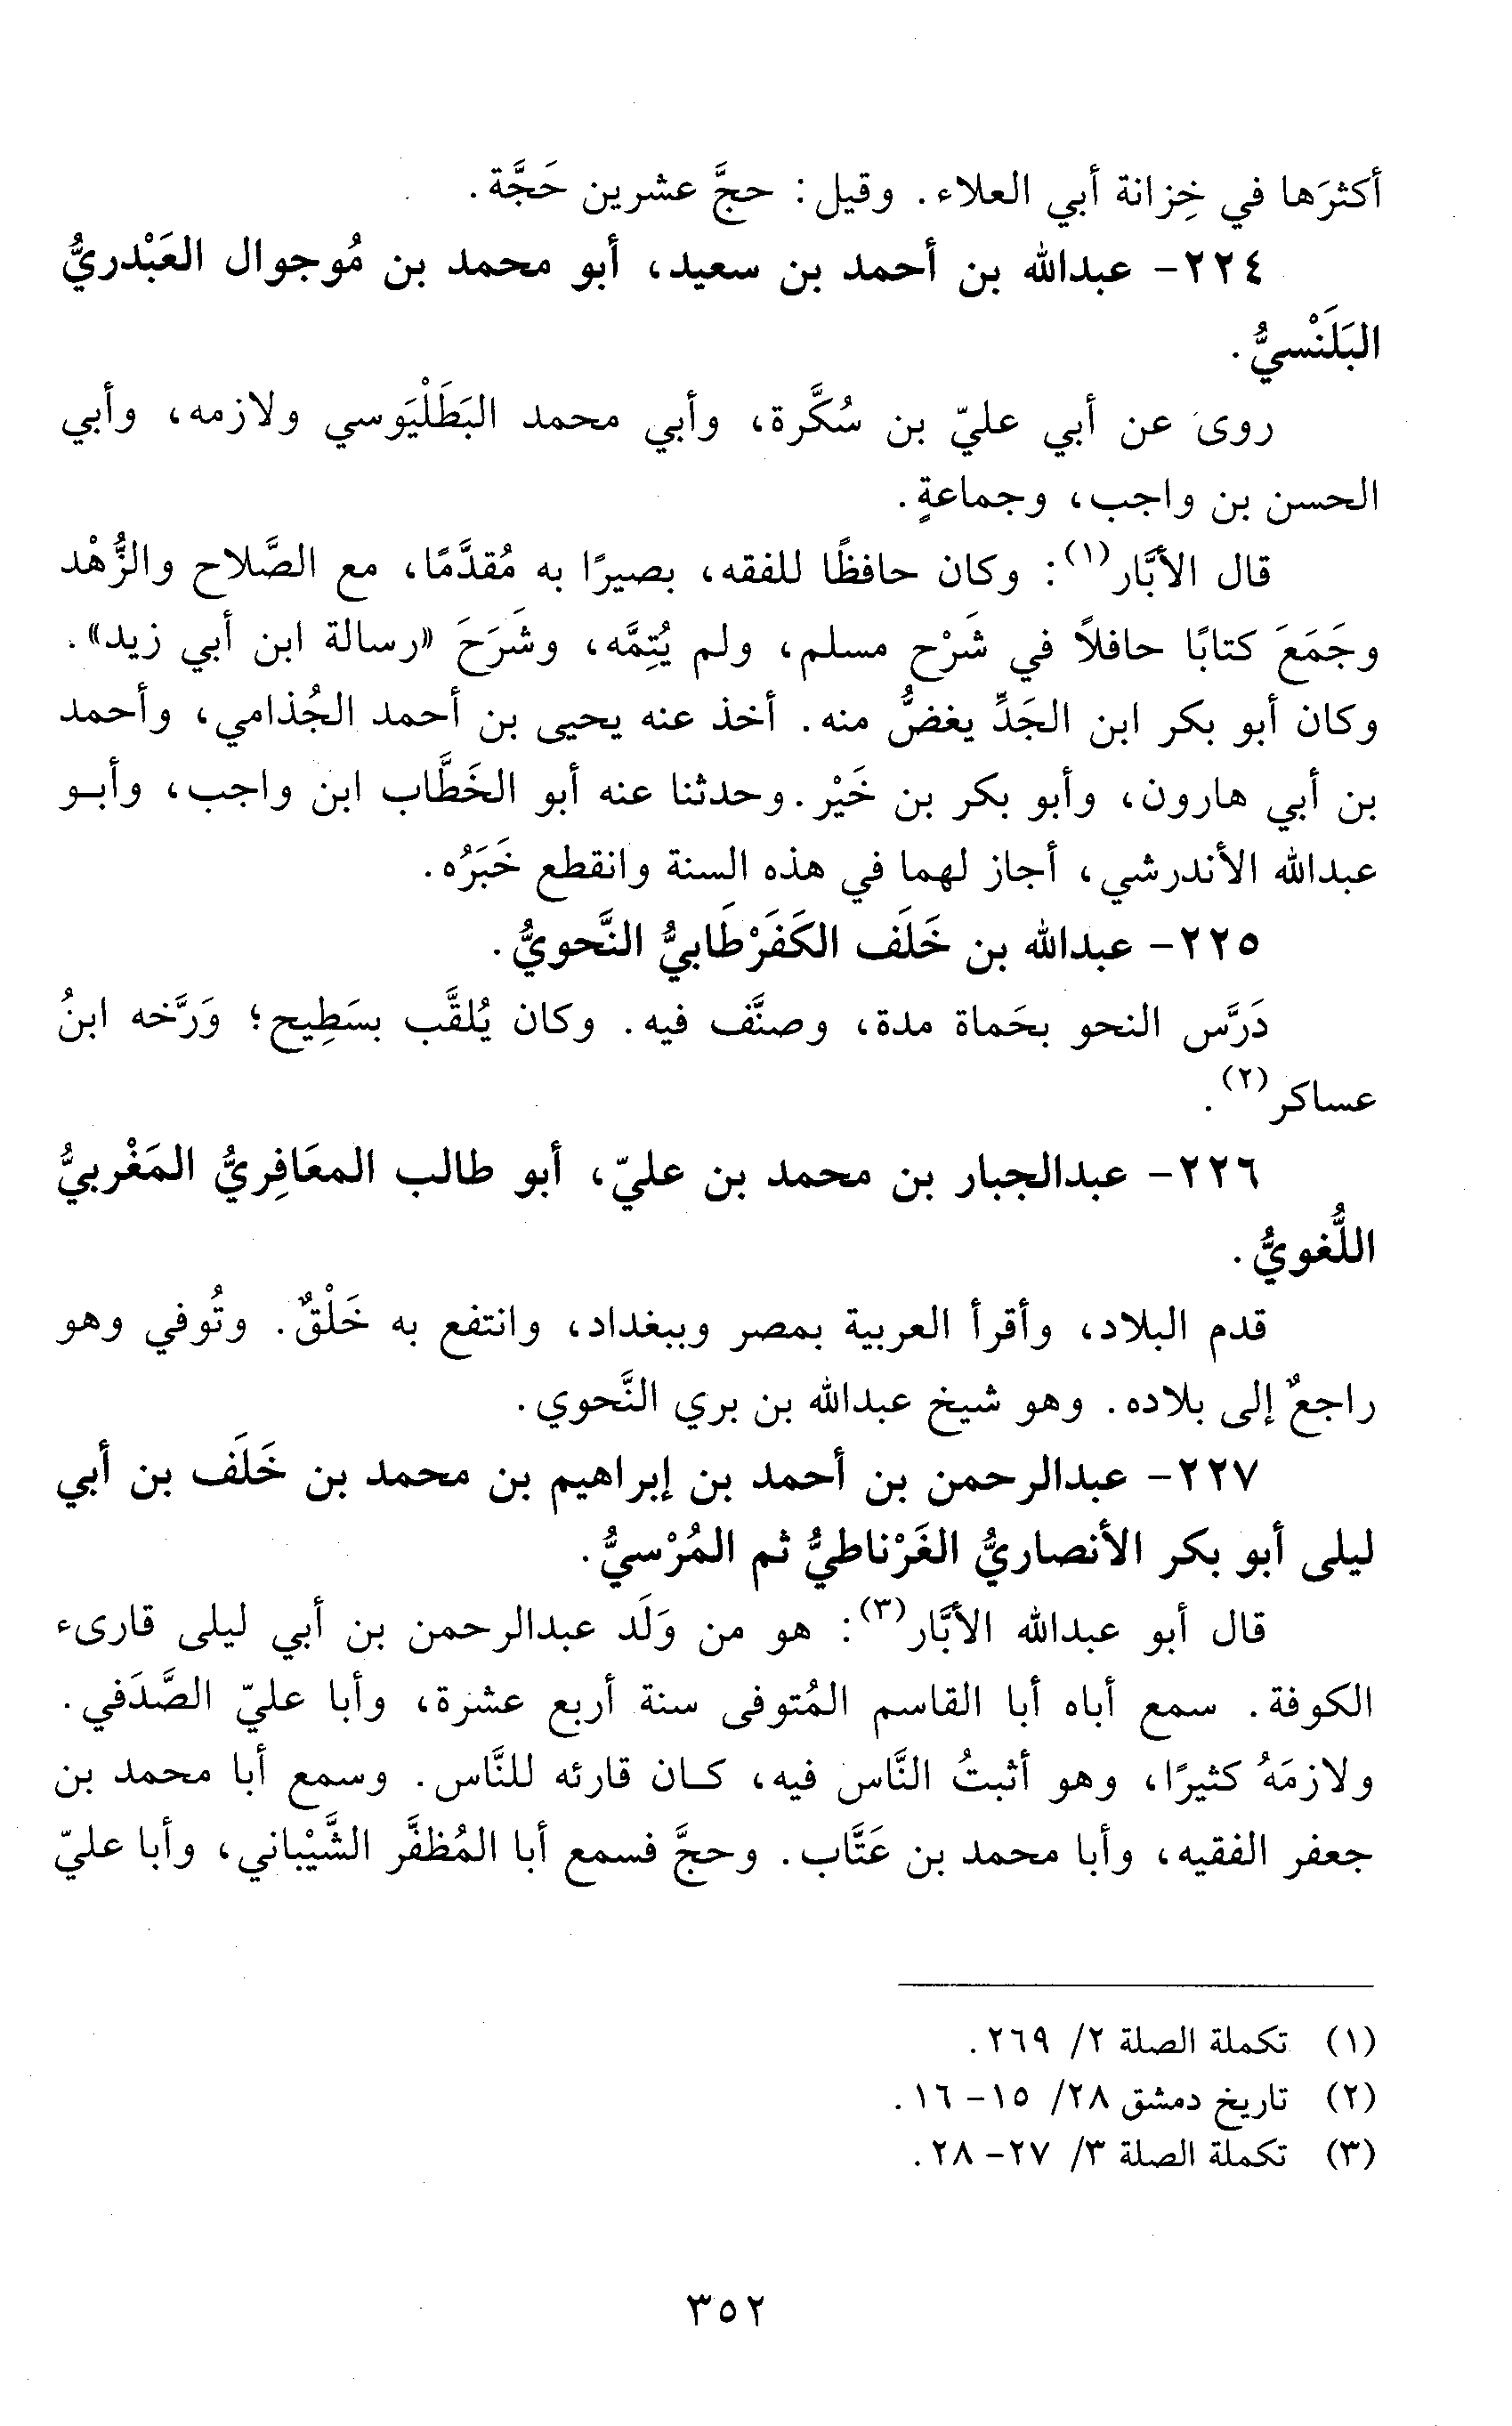 أكثرَها في خِزانة أبي العلاء. وقيل: حجَّ عشرين حَجَّة.
٢٢٤- عبدالله بن أحمد بن سعيد، أبو محمد بن مُوجوال العَبْدريُّ
البَلَنْسيُّ.
روى عن أبي عليّ بن سُكَّرة، وأبي محمد البَطَلْيَوسي ولازمه، وأبي
الحسن بن واجب، وجماعةٍ.
قال الأبَّار(١): وكان حافظًا للفقه، بصيرًا به مُقدَّمًا، مع الصَّلاح والزُّهْد
وجَمَعَ كتابًا حافلاً في شَرْح مسلم، ولم يُتِمَّه، وشَرَحَ «رسالة ابن أبي زيد».
وكان أبو بكر ابن الجَدِّ يغضُّ منه. أخذ عنه يحيى بن أحمد الجُذامي، وأحمد
بن أبي هارون، وأبو بكر بن خَيْر. وحدثنا عنه أبو الخَطَّاب ابن واجب، وأبو
عبدالله الأندرشي، أجاز لهما في هذه السنة وانقطع خَبَرُه.
٢٢٥- عبدالله بن خَلَف الكَفَرْطَابيُّ النَّحويُّ.
دَرَّس النحو بحَماة مدة، وصنَّف فيه. وكان يُلقَّب بسَطِيح؛ وَرَّخه ابنُ
عساكر(٢).
٢٢٦- عبدالجبار بن محمد بن عليّ، أبو طالب المعَافِريُّ المَغْربيُّ
اللُّغويُّ.
قدم البلاد، وأقرأ العربية بمصر وببغداد، وانتفع به خَلْقٌ. وتُوفي وهو
راجعٌ إلى بلاده. وهو شيخ عبدالله بن بري النَّحوي.
٢٢٧- عبدالرحمن بن أحمد بن إبراهيم بن محمد بن خَلَف بن أبي
ليلى أبو بكر الأنصاريُّ الغَرْناطيُّ ثم المُرْسيُّ.
قال أبو عبدالله الأبَّار(٣): هو من وَلَد عبدالرحمن بن أبي ليلى قارىء
الكوفة. سمع أباه أبا القاسم المُتوفى سنة أربع عشرة، وأبا عليّ الصَّدَفي.
ولازمَهُ كثيرًا، وهو أثبتُ النَّاس فيه، كان قارئه للنَّاس. وسمع أبا محمد بن
جعفر الفقيه، وأبا محمد بن عَتَّاب. وحجَّ فسمع أبا المُظفَّر الشَّيْباني، وأبا عليّ
(١) تكملة الصلة ٢/ ٢٦٩.
(٢) تاريخ دمشق ٢٨/ ١٥- ١٦.
(٣) تكملة الصلة ٣/ ٢٧- ٢٨.
٣٥٢